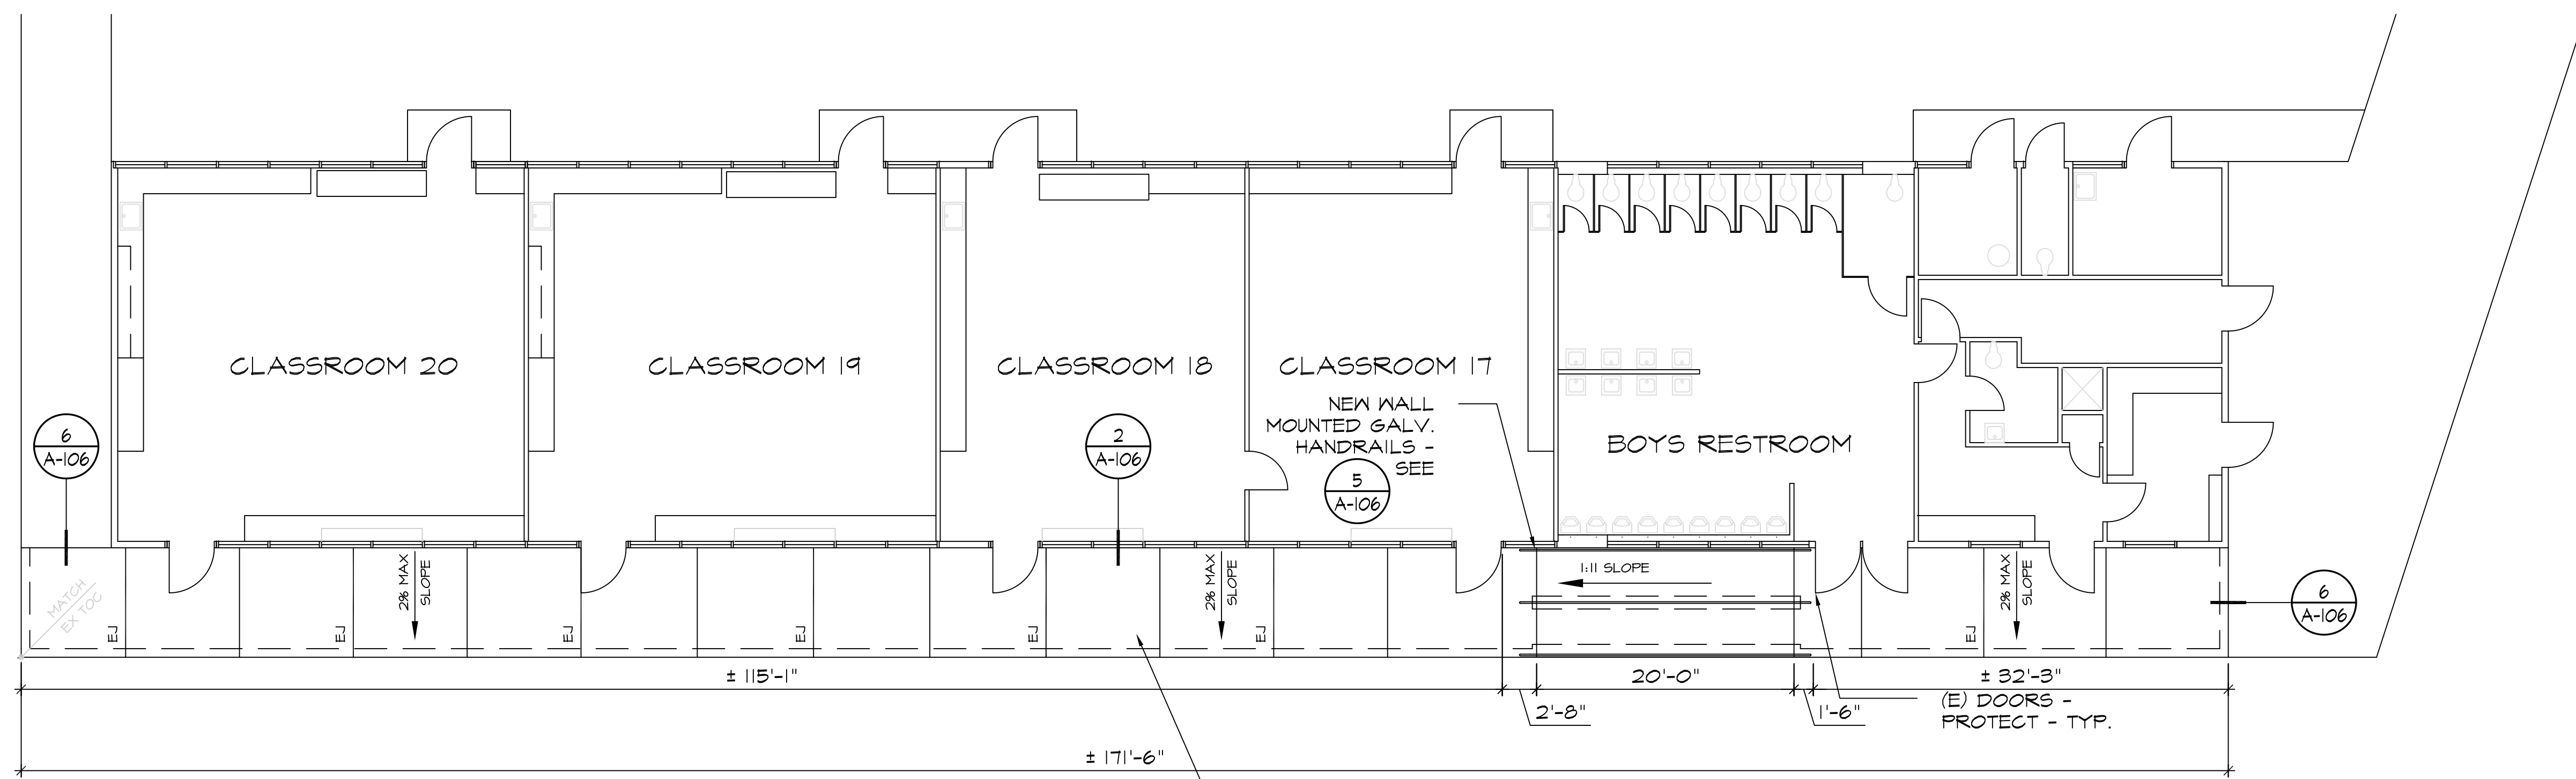 CLASSROOM 20
CLASSROOM 19
CLASSROOM 18
CLASSROOM 17
NEW WALL
MOUNTED GALV.
HANDRAILS -
SEE
5
A-106
BOYS RESTROOM
6
A-106
2
A-106
6
A-106
MATCH
EX TOC
EJ
EJ
2% MAX
SLOPE
EJ
EJ
EJ
2% MAX
SLOPE
EJ
1:11 SLOPE
EJ
2% MAX
SLOPE
± 115'-1"
2'-8"
20'-0"
1'-6"
± 32'-3"
(E) DOORS -
PROTECT - TYP.
± 171'-6"